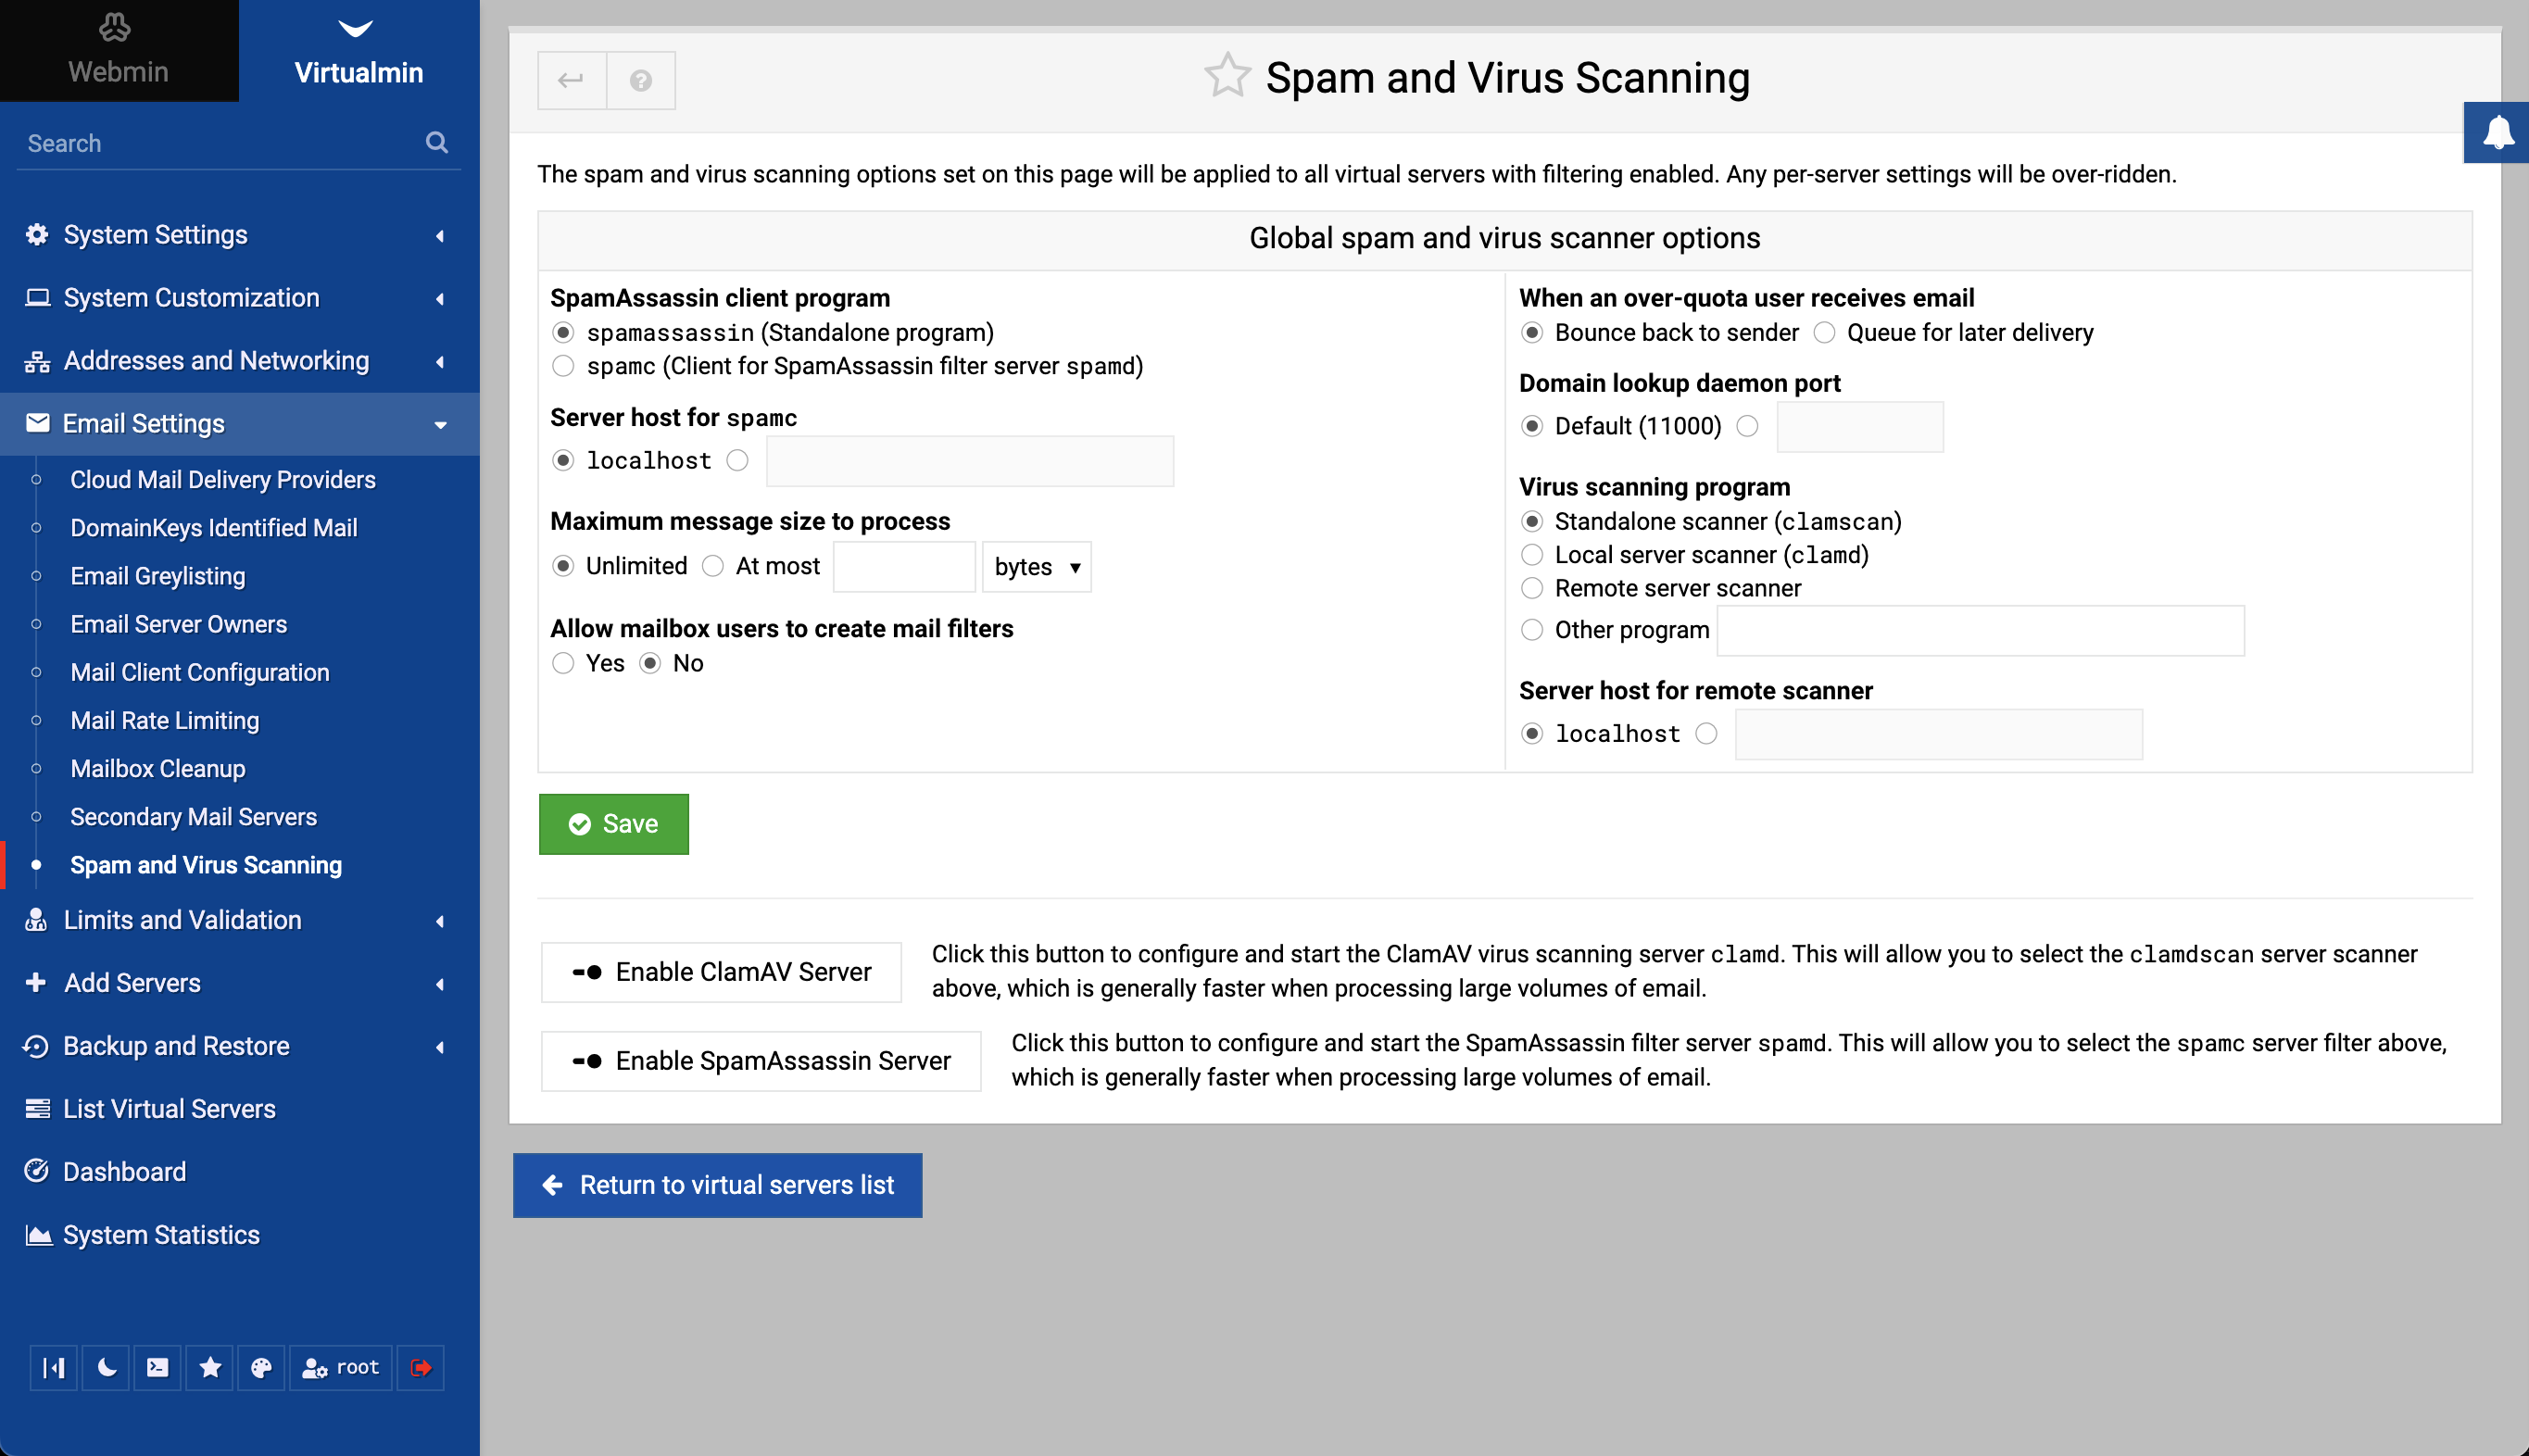 Webmin
Virtualmin
Search
System Settings
System Customization
Addresses and Networking
Email Settings
Cloud Mail Delivery Providers
DomainKeys Identified Mail
Email Greylisting
Email Server Owners
Mail Client Configuration
Mail Rate Limiting
Mailbox Cleanup
Secondary Mail Servers
Spam and Virus Scanning
Limits and Validation
Add Servers
Backup and Restore
List Virtual Servers
Dashboard
System Statistics
root
Spam and Virus Scanning
The spam and virus scanning options set on this page will be applied to all virtual servers with filtering enabled. Any per-server settings will be over-ridden.
Global spam and virus scanner options
SpamAssassin client program
spamassassin (Standalone program)
spamc (Client for SpamAssassin filter server spamd)
Server host for spamc
localhost
Maximum message size to process
Unlimited At most bytes
Allow mailbox users to create mail filters
Yes No
When an over-quota user receives email
Bounce back to sender Queue for later delivery
Domain lookup daemon port
Default (11000)
Virus scanning program
Standalone scanner (clamscan)
Local server scanner (clamd)
Remote server scanner
Other program
Server host for remote scanner
localhost
Save
Enable ClamAV Server
Click this button to configure and start the ClamAV virus scanning server clamd. This will allow you to select the clamdscan server scanner
above, which is generally faster when processing large volumes of email.
Enable SpamAssassin Server
Click this button to configure and start the SpamAssassin filter server spamd. This will allow you to select the spamc server filter above,
which is generally faster when processing large volumes of email.
Return to virtual servers list